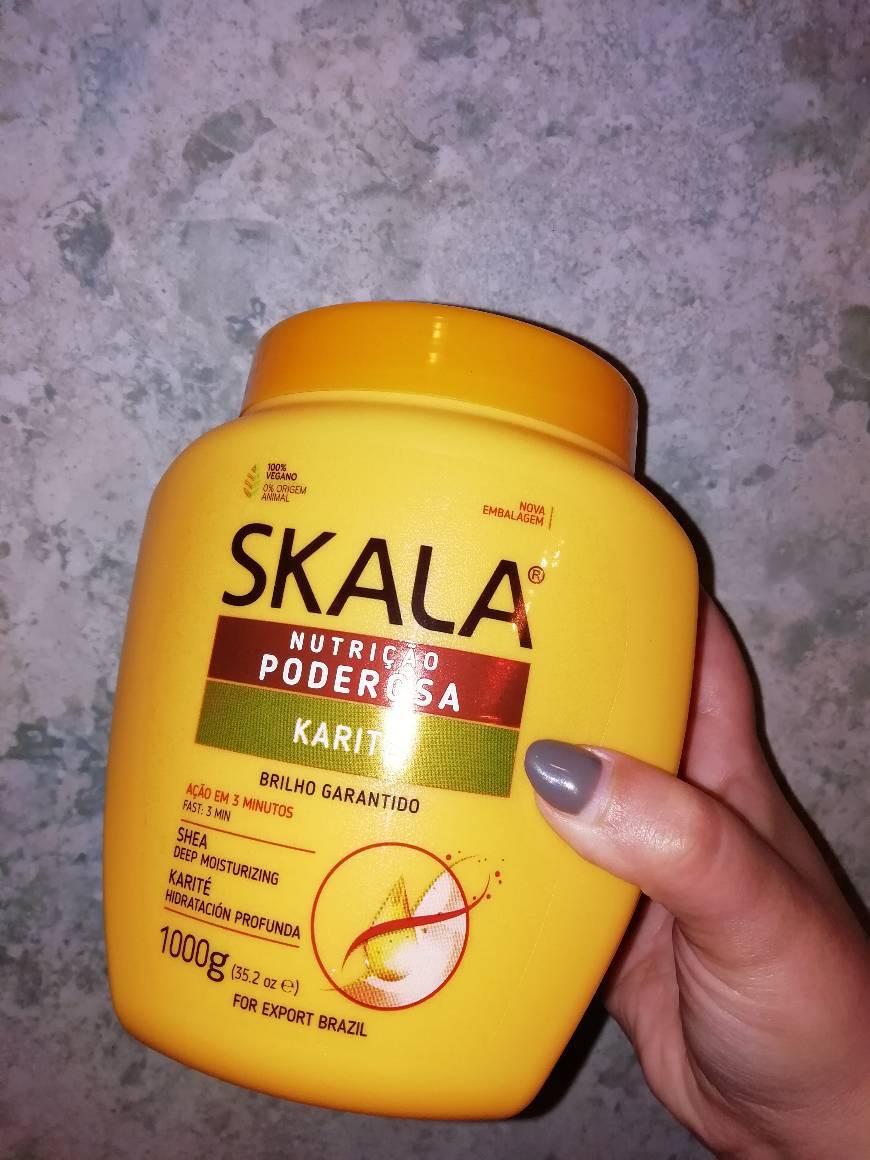 100%
VEGANO
0% ORIGEM
ANIMAL
NOVA
EMBALAGEM
SKALA®
NUTRIÇÃO
PODEROSA
KARITÉ
BRILHO GARANTIDO
AÇÃO EM 3 MINUTOS
FAST: 3 MIN
SHEA
DEEP MOISTURIZING
KARITÉ
HIDRATACIÓN PROFUNDA
1000g (35.2 oz ℮)
FOR EXPORT BRAZIL